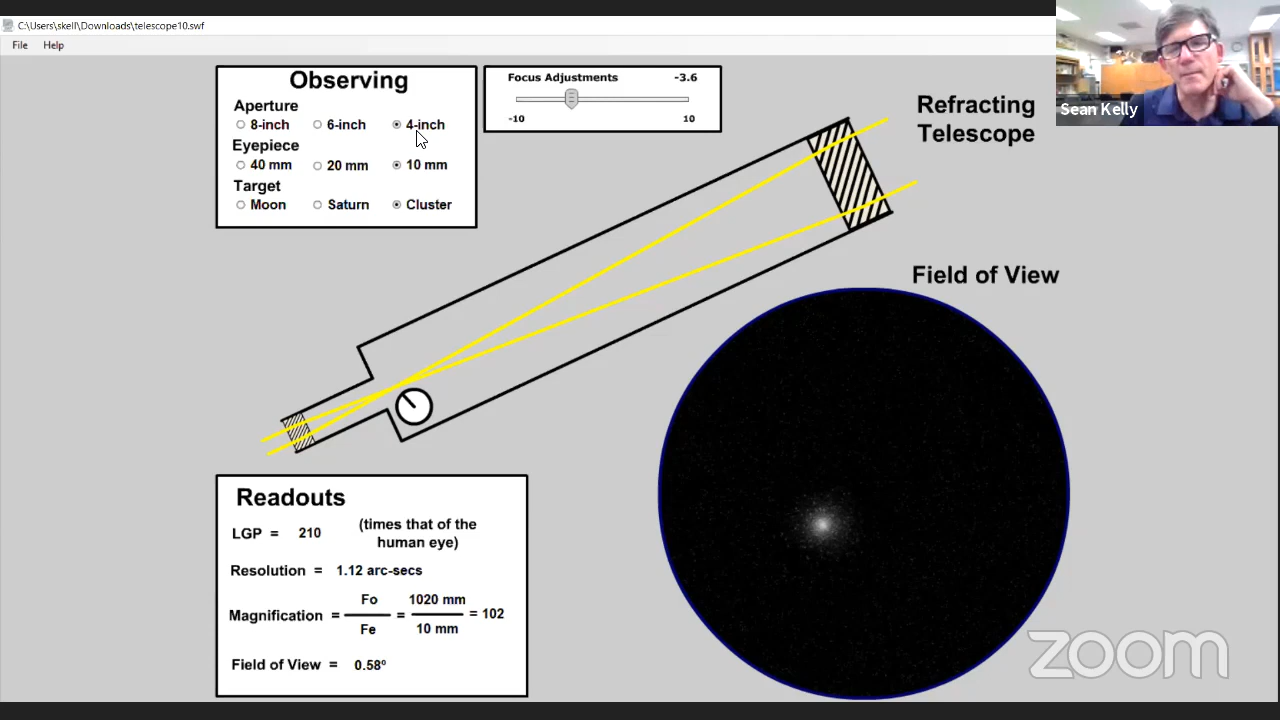 C:\Users\skell\Downloads\telescope10.swf
File Help
Sean Kelly
Observing
Aperture
8-inch 6-inch 4-inch
Eyepiece
40 mm 20 mm 10 mm
Target
Moon Saturn Cluster
Focus Adjustments -3.6
-10 10
Refracting
Telescope
Field of View
Readouts
LGP = 210 (times that of the
human eye)
Resolution = 1.12 arc-secs
Fo 1020 mm
Magnification = = = 102
Fe 10 mm
Field of View = 0.58º
zoom